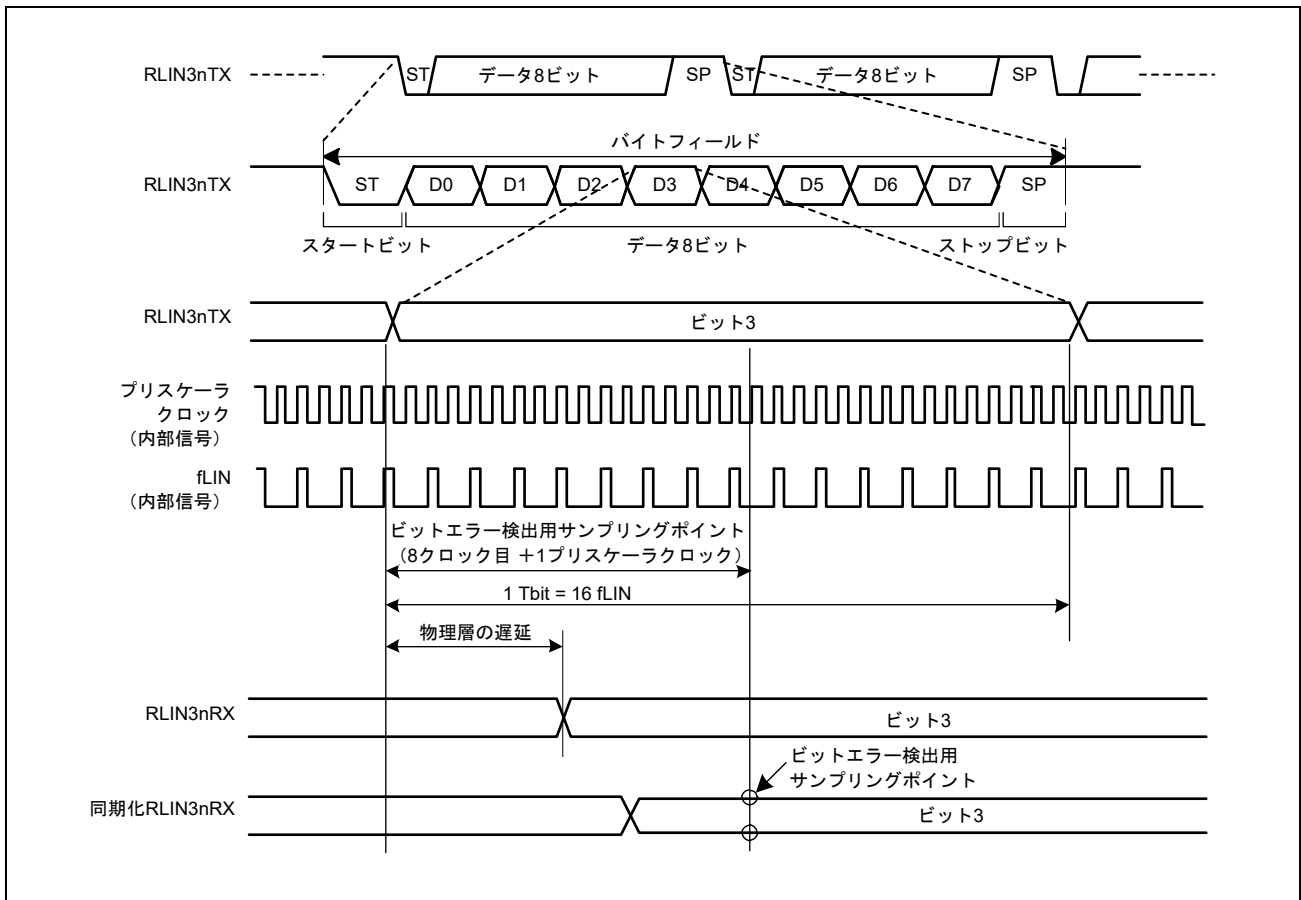 RLIN3nTX
ST
データ8ビット
SP
ST
データ8ビット
SP
バイトフィールド
RLIN3nTX
ST
D0
D1
D2
D3
D4
D5
D6
D7
SP
スタートビット
データ8ビット
ストップビット
RLIN3nTX
ビット3
プリスケーラ
クロック
（内部信号）
fLIN
（内部信号）
ビットエラー検出用サンプリングポイント
（8クロック目 ＋1プリスケーラクロック）
1 Tbit = 16 fLIN
物理層の遅延
RLIN3nRX
ビット3
ビットエラー検出用
サンプリングポイント
同期化RLIN3nRX
ビット3